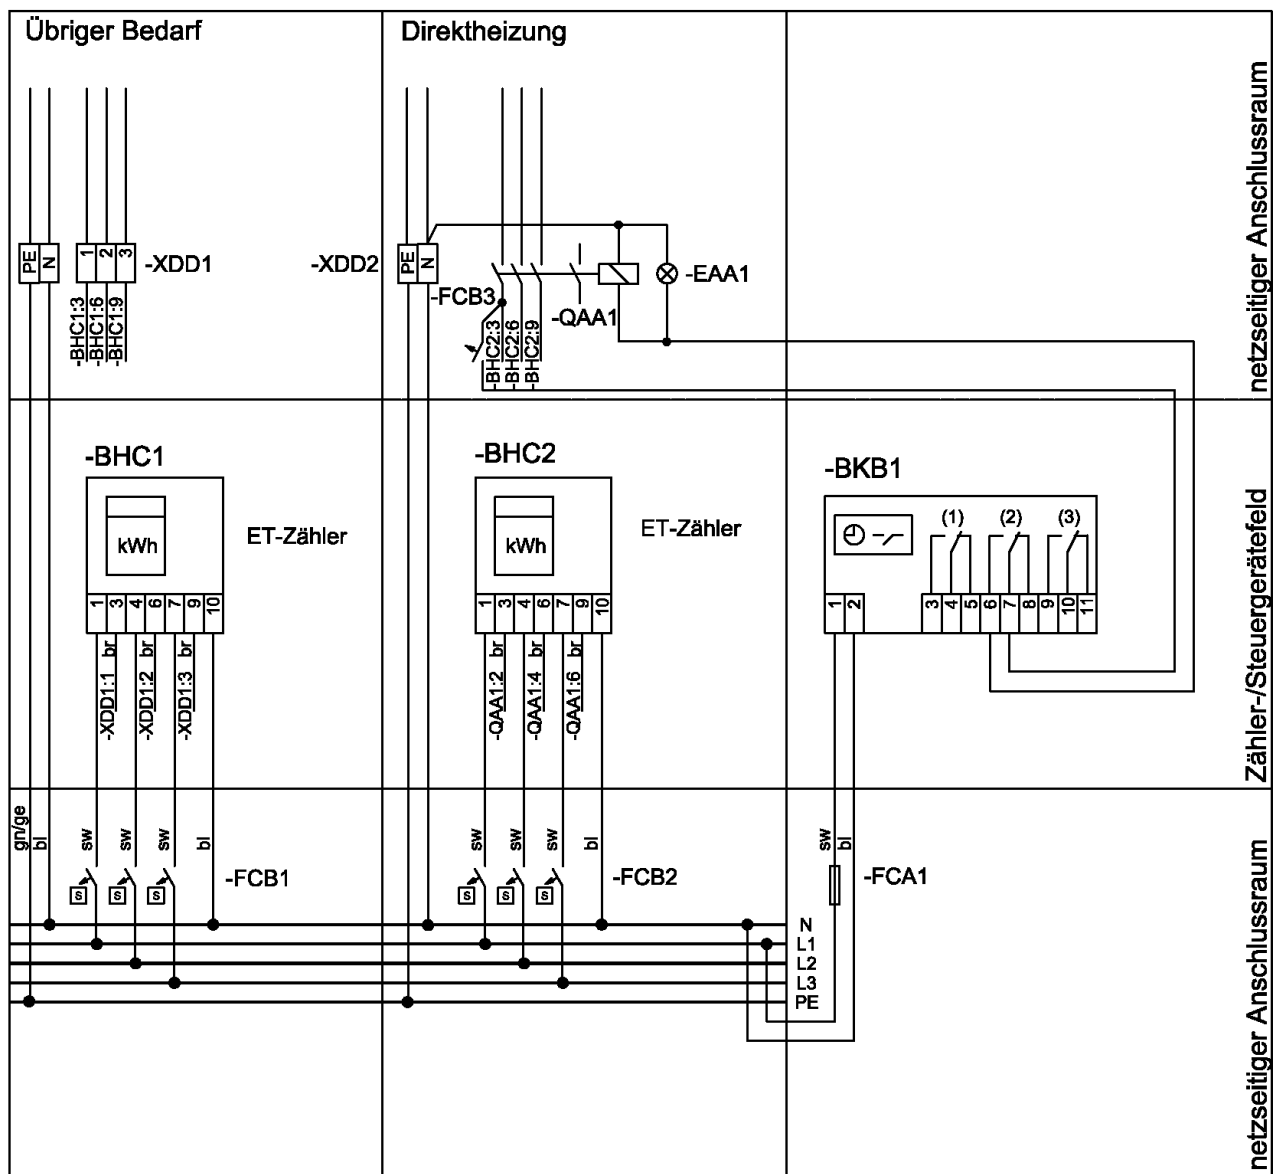 Übriger Bedarf
Direktheizung
netzseitiger Anschlussraum
PE
N
1
2
3
-XDD1
-BHC1:3
-BHC1:6
-BHC1:9
-XDD2
PE
N
-FCB3
-QAA1
-EAA1
-BHC2:3
-BHC2:6
-BHC2:9
Zähler-/Steuergerätefeld
-BHC1
kWh
ET-Zähler
1 3 4 6 7 9 10
-XDD1:1 br
-XDD1:2 br
-XDD1:3 br
-BHC2
kWh
ET-Zähler
1 3 4 6 7 9 10
-QAA1:2 br
-QAA1:4 br
-QAA1:6 br
-BKB1
(1) (2) (3)
1 2 3 4 5 6 7 8 9 10 11
netzseitiger Anschlussraum
gn/ge
bl
sw
sw
sw
bl
s s s
-FCB1
sw
sw
sw
bl
s s s
-FCB2
sw
bl
-FCA1
N
L1
L2
L3
PE